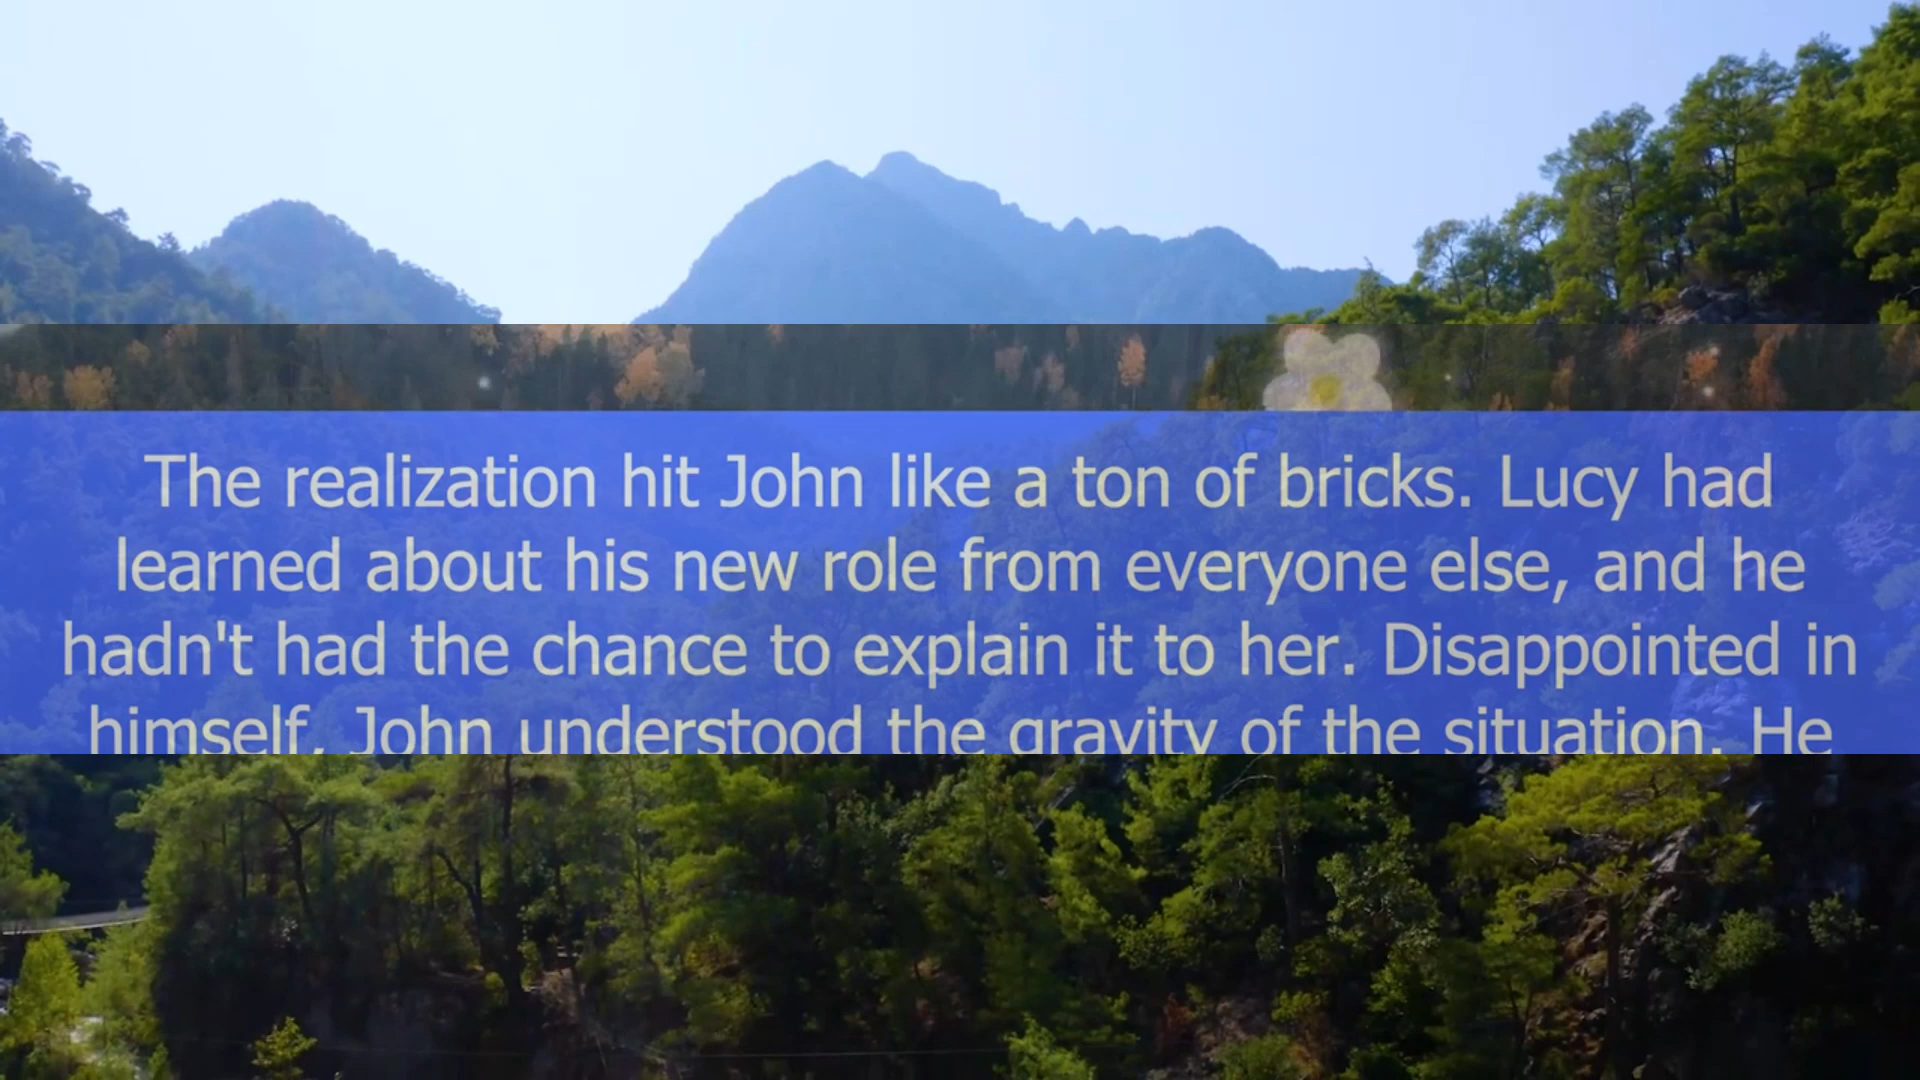 The realization hit John like a ton of bricks. Lucy had
learned about his new role from everyone else, and he
hadn't had the chance to explain it to her. Disappointed in
himself, John understood the gravity of the situation. He